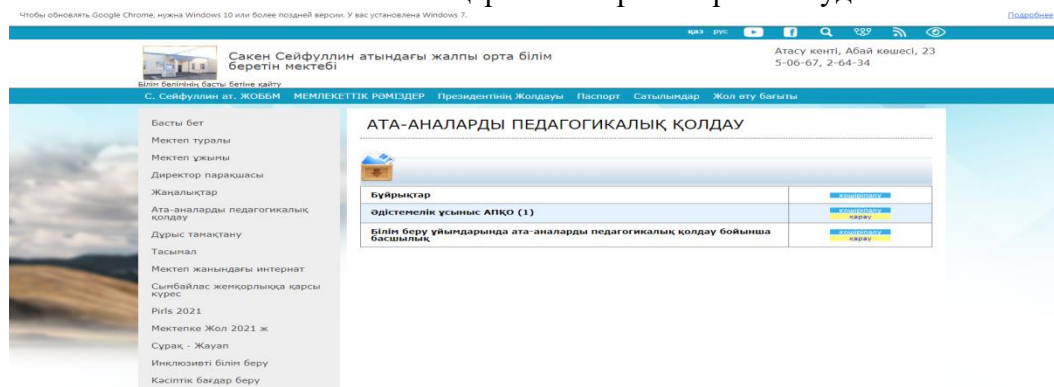 Чтобы обновлять Google Chrome, нужна Windows 10 или более поздней версии. У вас установлена Windows 7.
Подробнее
қаз рус
Сакен Сейфуллин атындағы жалпы орта білім
беретін мектебі
Атасу кенті, Абай көшесі, 23
5-06-67, 2-64-34
Білім бөлімінің басты бетіне қайту
С. Сейфуллин ат. ЖОББМ МЕМЛЕКЕТТІК РӘМІЗДЕР Президентінің Жолдауы Паспорт Сатылымдар Жол өту бағыты
Басты бет
Мектеп туралы
Мектеп ұжымы
Директор парақшасы
Жаңалықтар
Ата-аналарды педагогикалық
қолдау
Дұрыс тамақтану
Тасымал
Мектеп жанындағы интернат
Сыбайлас жемқорлыққа қарсы
күрес
Pirls 2021
Мектепке Жол 2021 ж
Сұрақ - Жауап
Инклюзивті білім беру
Кәсіптік бағдар беру
АТА-АНАЛАРДЫ ПЕДАГОГИКАЛЫҚ ҚОЛДАУ
Бұйрықтар
Әдістемелік ұсыныс АПҚО (1)
қарау
Білім беру ұйымдарында ата-аналарды педагогикалық қолдау бойынша
басшылық
қарау